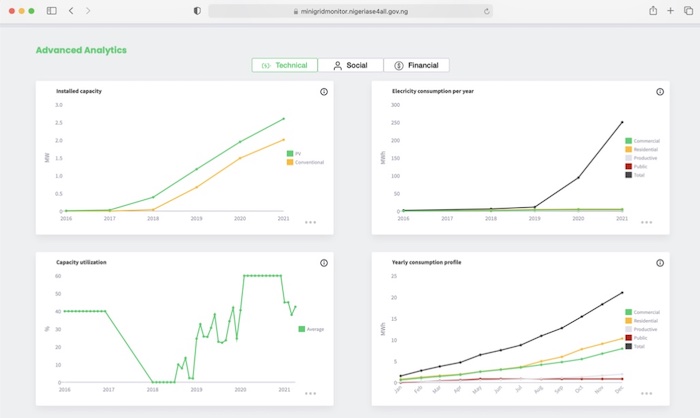 minigridmonitor.nigeriase4all.gov.ng
Advanced Analytics
Technical
Social
Financial
Installed capacity
3.0
2.5
2.0
1.5
1.0
0.5
0
MW
2016 2017 2018 2019 2020 2021
PV
Conventional
Elecricity consumption per year
300
250
200
150
100
50
0
MWh
2016 2017 2018 2019 2020 2021
Commercial
Residential
Productive
Public
Total
Capacity utilization
60
50
40
30
20
10
0
%
2016 2017 2018 2019 2020 2021
Average
Yearly consumption profile
25
20
15
10
5
0
MWh
Jan Feb Mar Apr May Jun Jul Aug Sep Oct Nov Dec
Commercial
Residential
Productive
Public
Total